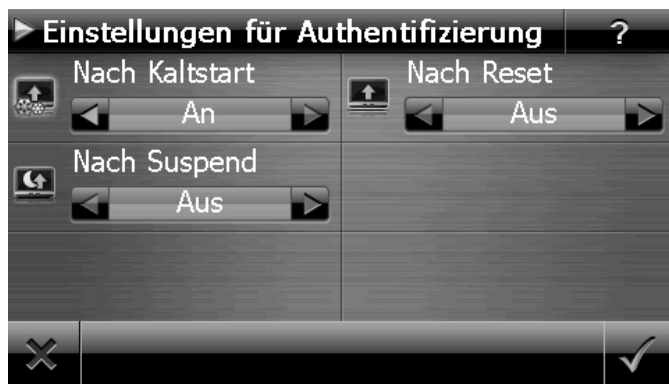 Einstellungen für Authentifizierung ?
Nach Kaltstart
An
Nach Reset
Aus
Nach Suspend
Aus